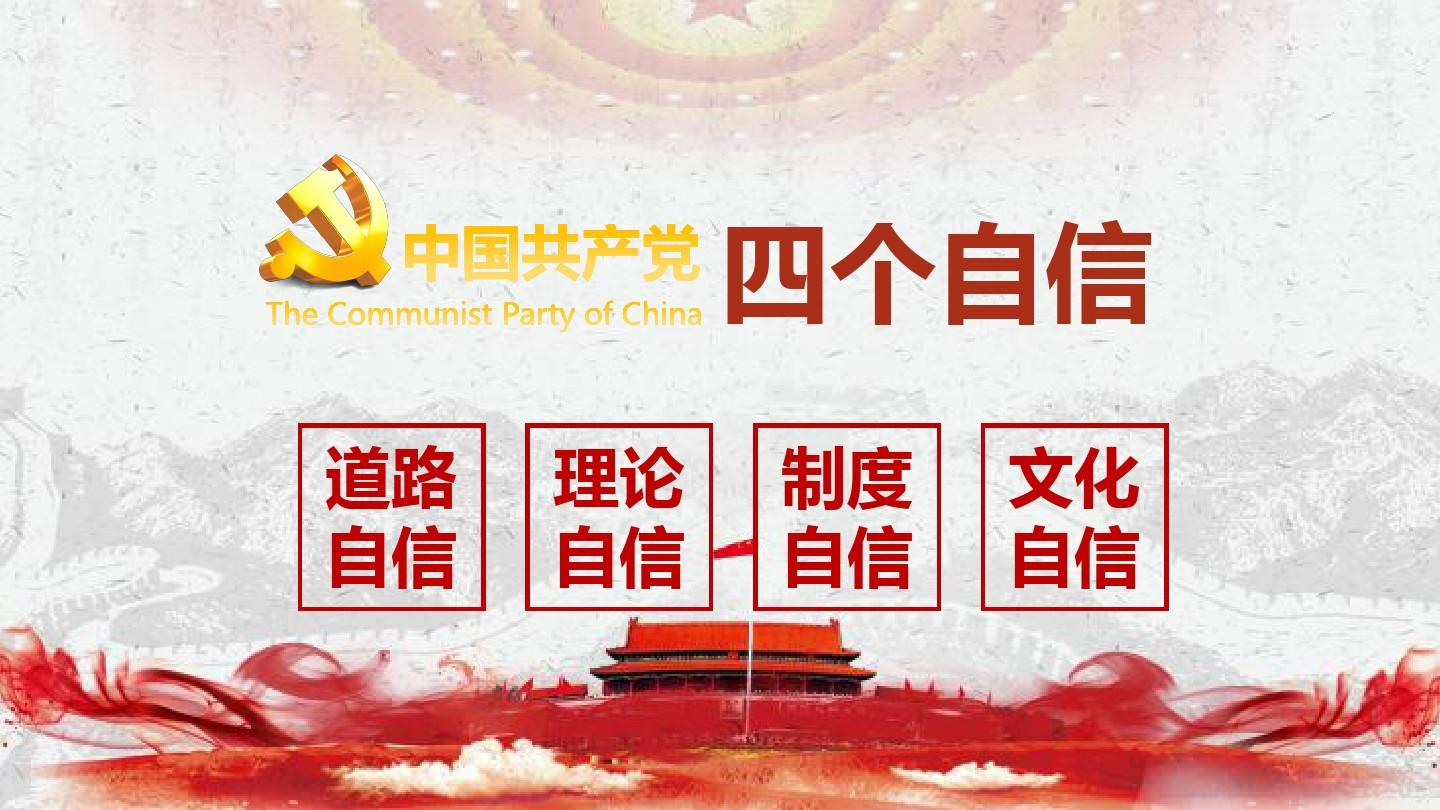 中国共产党
The Communist Party of China
四个自信
道路
自信
理论
自信
制度
自信
文化
自信